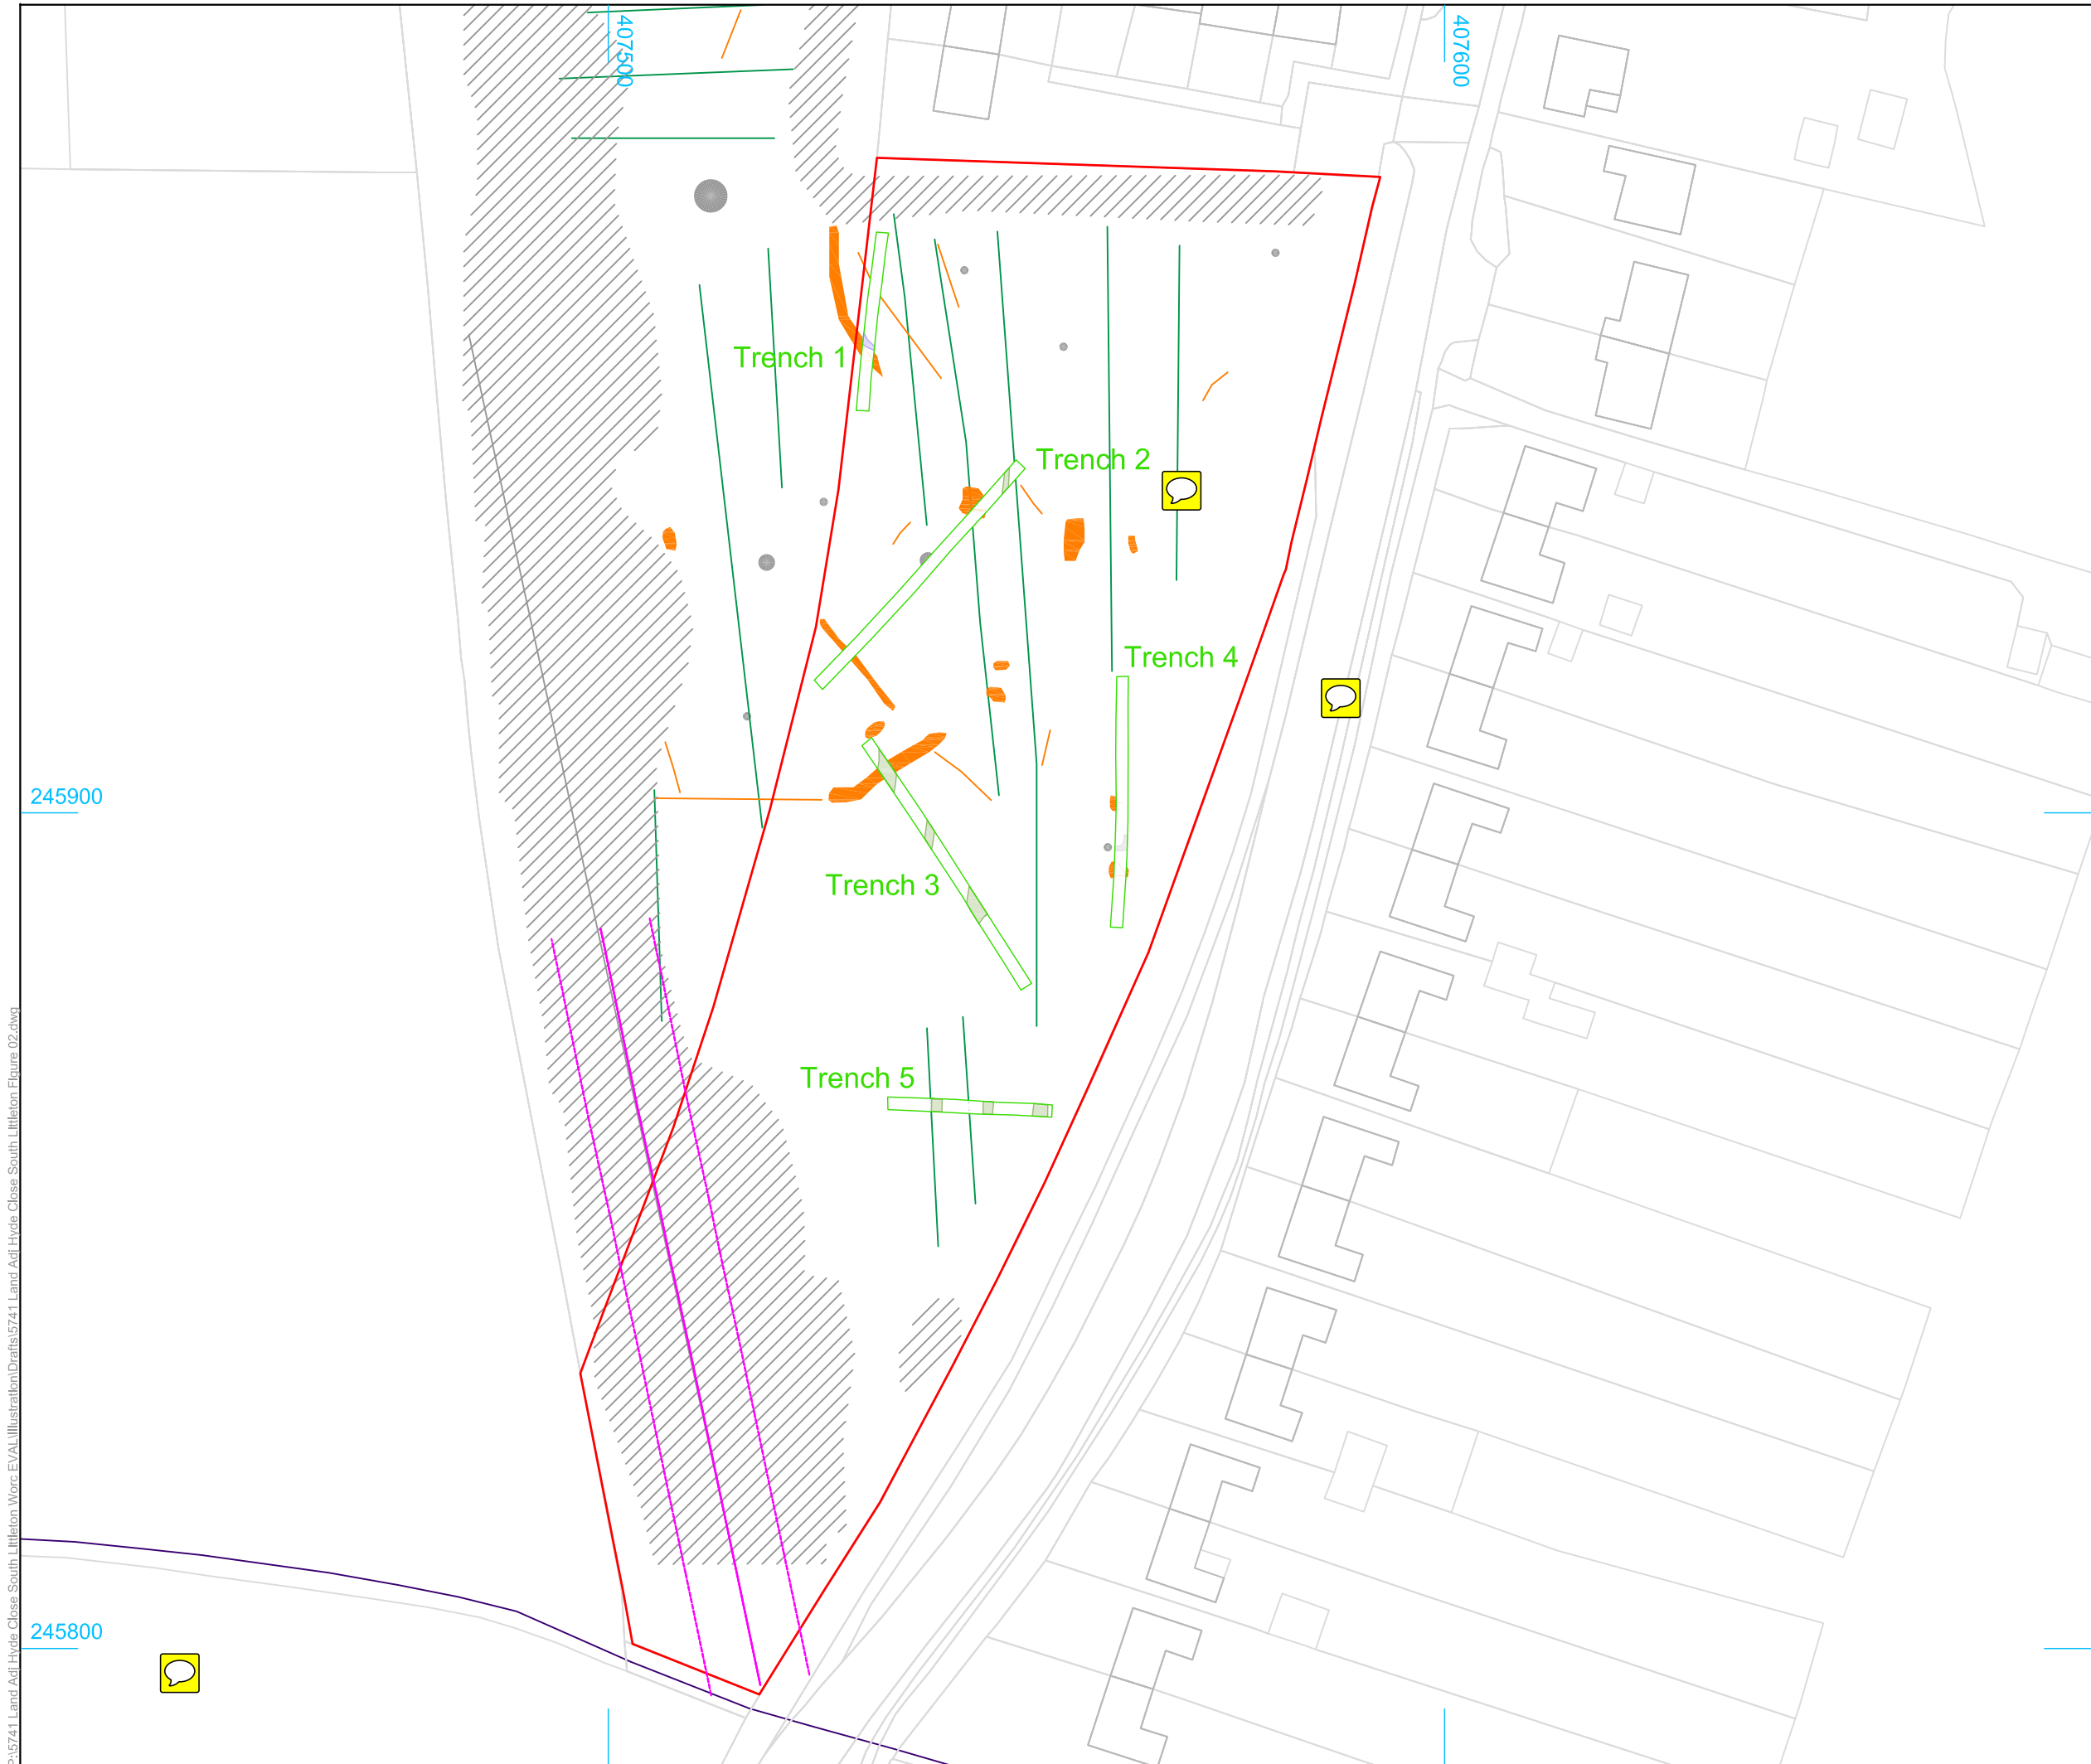 407500
407600
Trench 1
Trench 2
Trench 4
245900
Trench 3
Trench 5
245800
P:\5741 Land Adj Hyde Close South Littleton Worc EVAL\Illustration\Drafts\5741 Land Adj Hyde Close South Littleton Figure 02.dwg